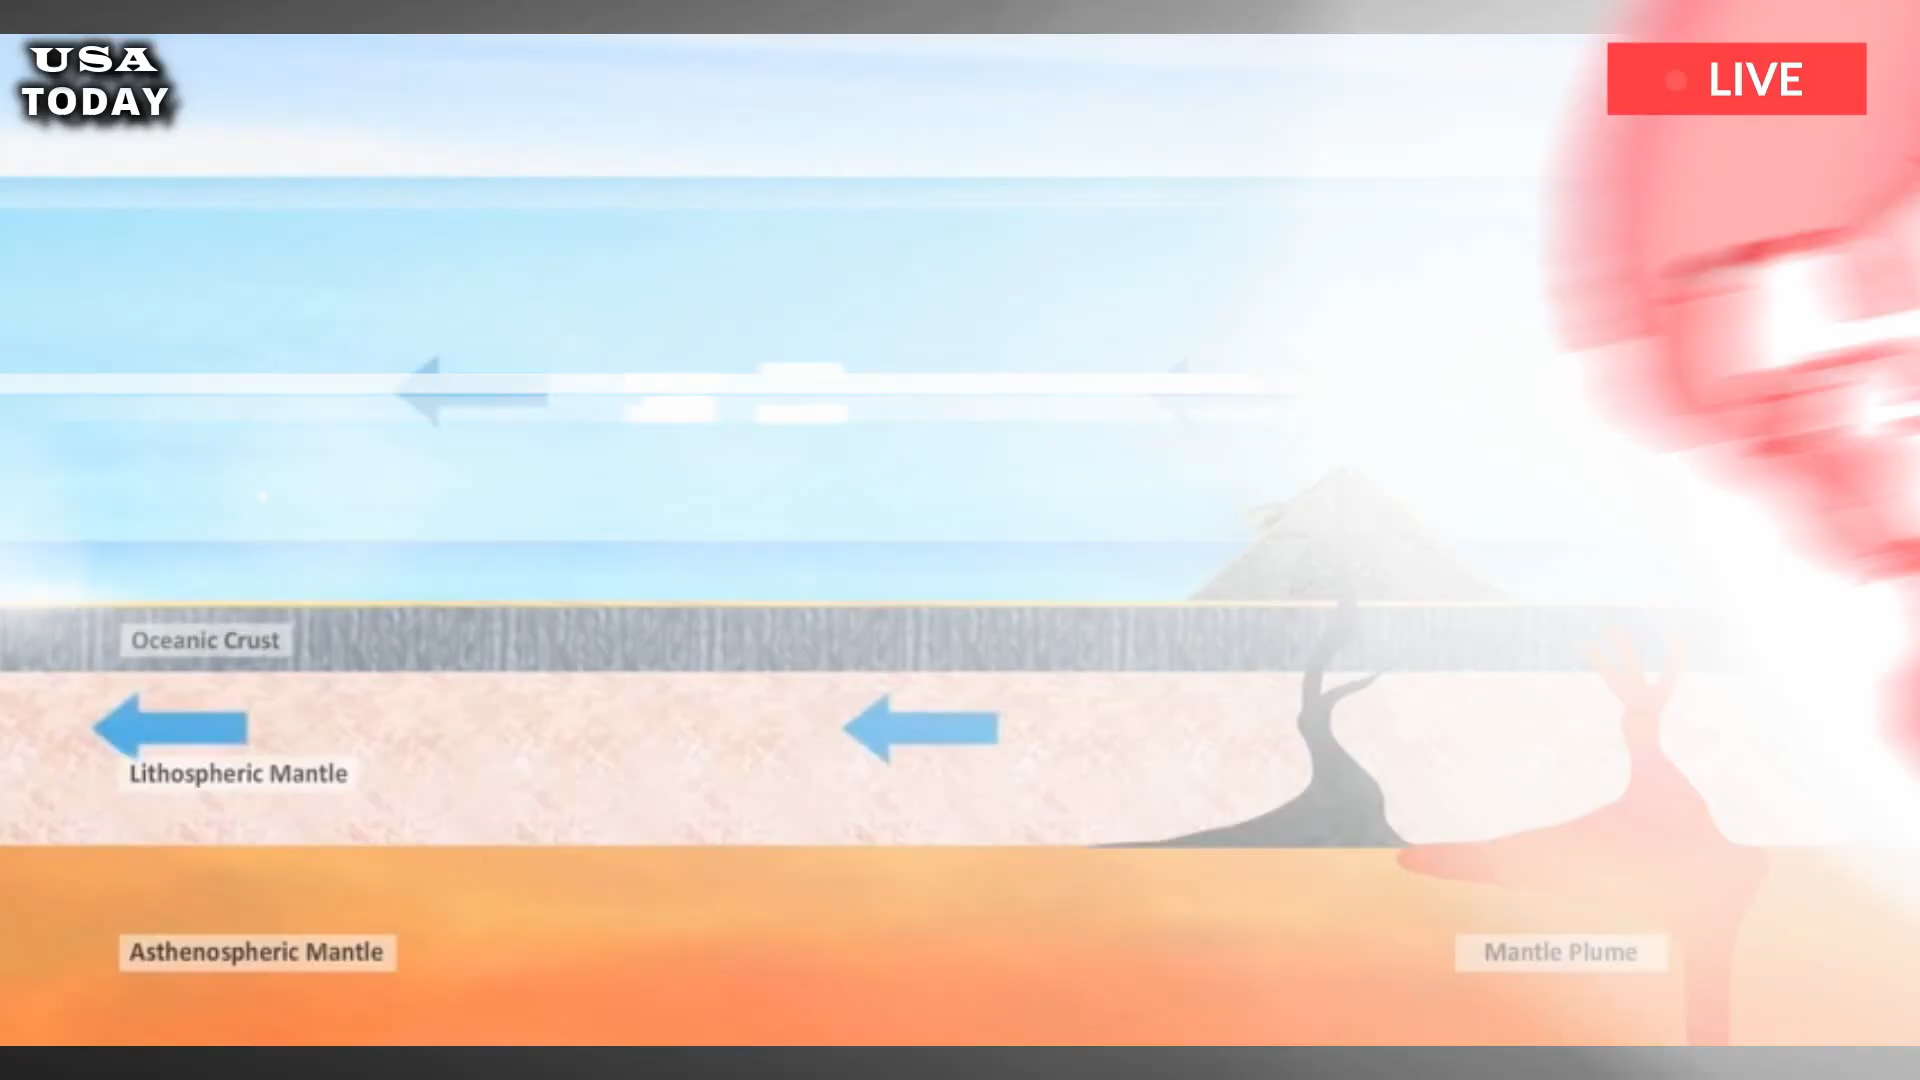 USA
TODAY
LIVE
Oceanic Crust
Lithospheric Mantle
Asthenospheric Mantle
Mantle Plume